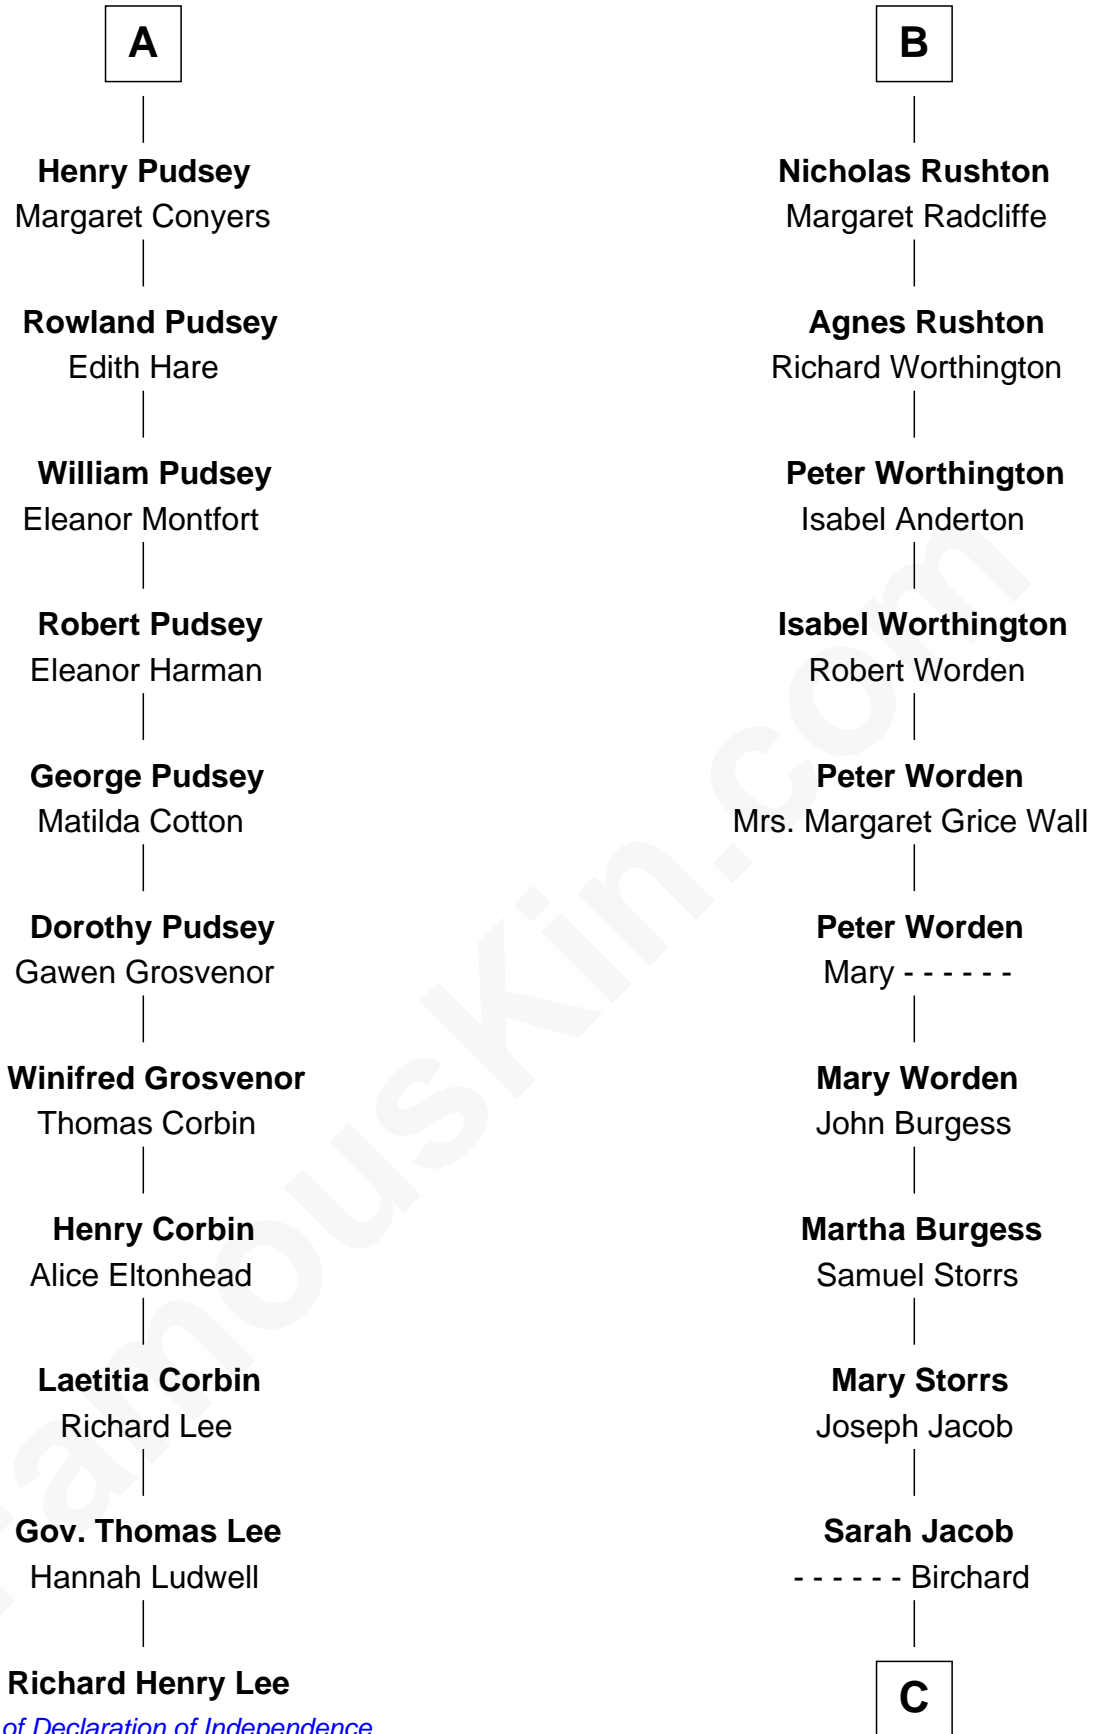 A
Henry Pudsey
Margaret Conyers
Rowland Pudsey
Edith Hare
William Pudsey
Eleanor Montfort
Robert Pudsey
Eleanor Harman
George Pudsey
Matilda Cotton
Dorothy Pudsey
Gawen Grosvenor
Winifred Grosvenor
Thomas Corbin
Henry Corbin
Alice Eltonhead
Laetitia Corbin
Richard Lee
Gov. Thomas Lee
Hannah Ludwell
Richard Henry Lee
of Declaration of Independence
B
Nicholas Rushton
Margaret Radcliffe
Agnes Rushton
Richard Worthington
Peter Worthington
Isabel Anderton
Isabel Worthington
Robert Worden
Peter Worden
Mrs. Margaret Grice Wall
Peter Worden
Mary - - - - - -
Mary Worden
John Burgess
Martha Burgess
Samuel Storrs
Mary Storrs
Joseph Jacob
Sarah Jacob
- - - - - - Birchard
C
FamousKin.com